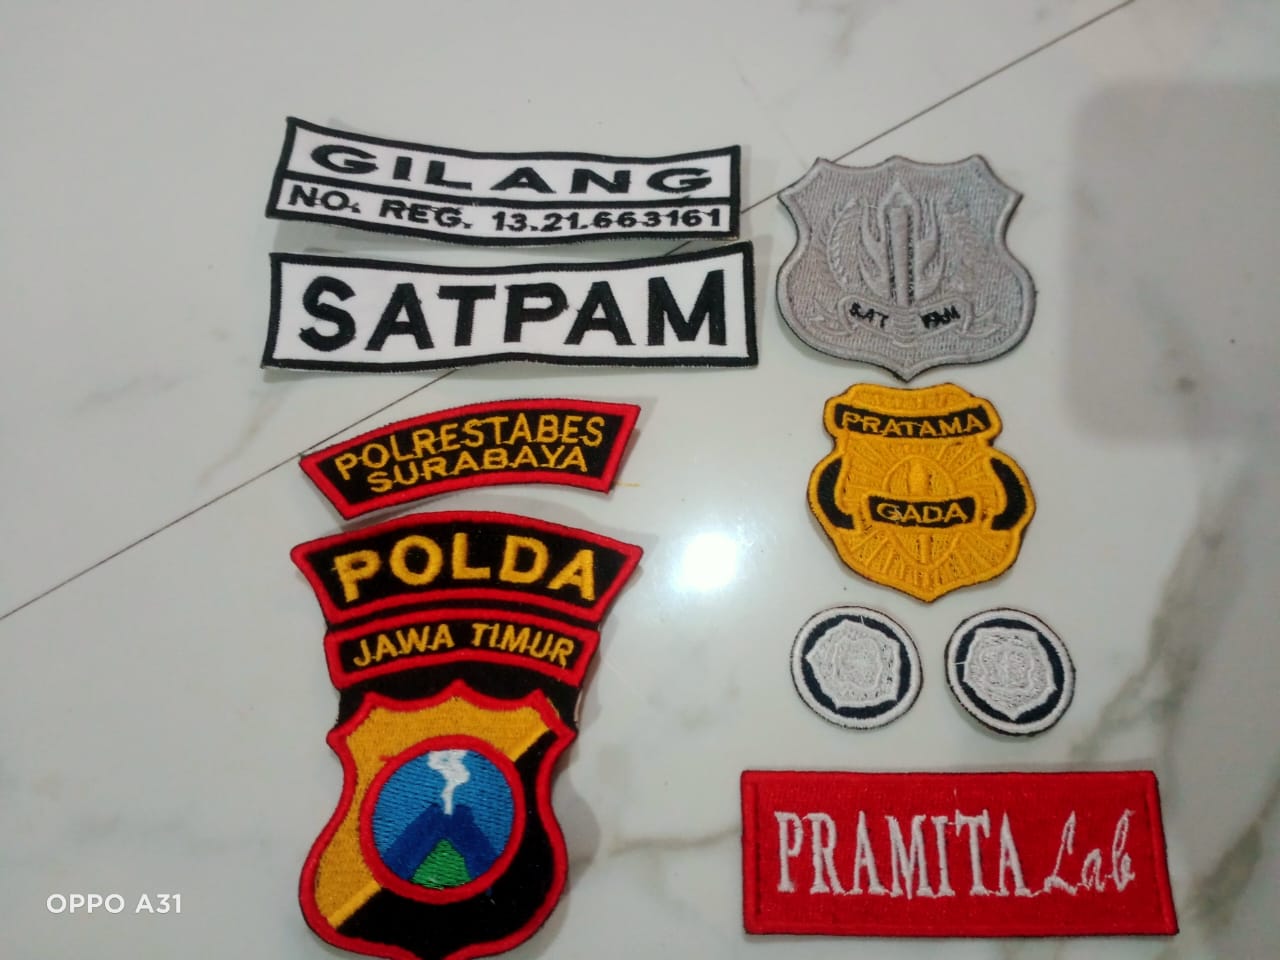 GILANG
NO. REG. 13.21.663161
SATPAM
SAT PAM
POLRESTABES
SURABAYA
PRATAMA
GADA
POLDA
JAWA TIMUR
PRAMITA Lab
OPPO A31